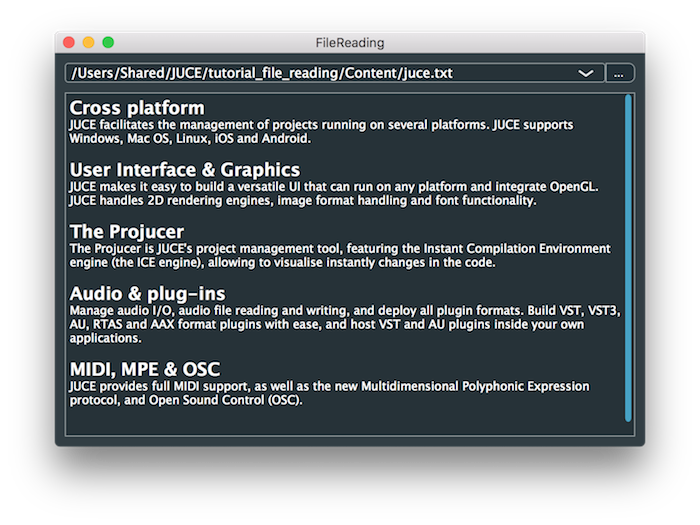 FileReading
/Users/Shared/JUCE/tutorial_file_reading/Content/juce.txt
...
Cross platform
JUCE facilitates the management of projects running on several platforms. JUCE supports
Windows, Mac OS, Linux, iOS and Android.
User Interface & Graphics
JUCE makes it easy to build a versatile UI that can run on any platform and integrate OpenGL.
JUCE handles 2D rendering engines, image format handling and font functionality.
The Projucer
The Projucer is JUCE's project management tool, featuring the Instant Compilation Environment
engine (the ICE engine), allowing to visualise instantly changes in the code.
Audio & plug-ins
Manage audio I/O, audio file reading and writing, and deploy all plugin formats. Build VST, VST3,
AU, RTAS and AAX format plugins with ease, and host VST and AU plugins inside your own
applications.
MIDI, MPE & OSC
JUCE provides full MIDI support, as well as the new Multidimensional Polyphonic Expression
protocol, and Open Sound Control (OSC).